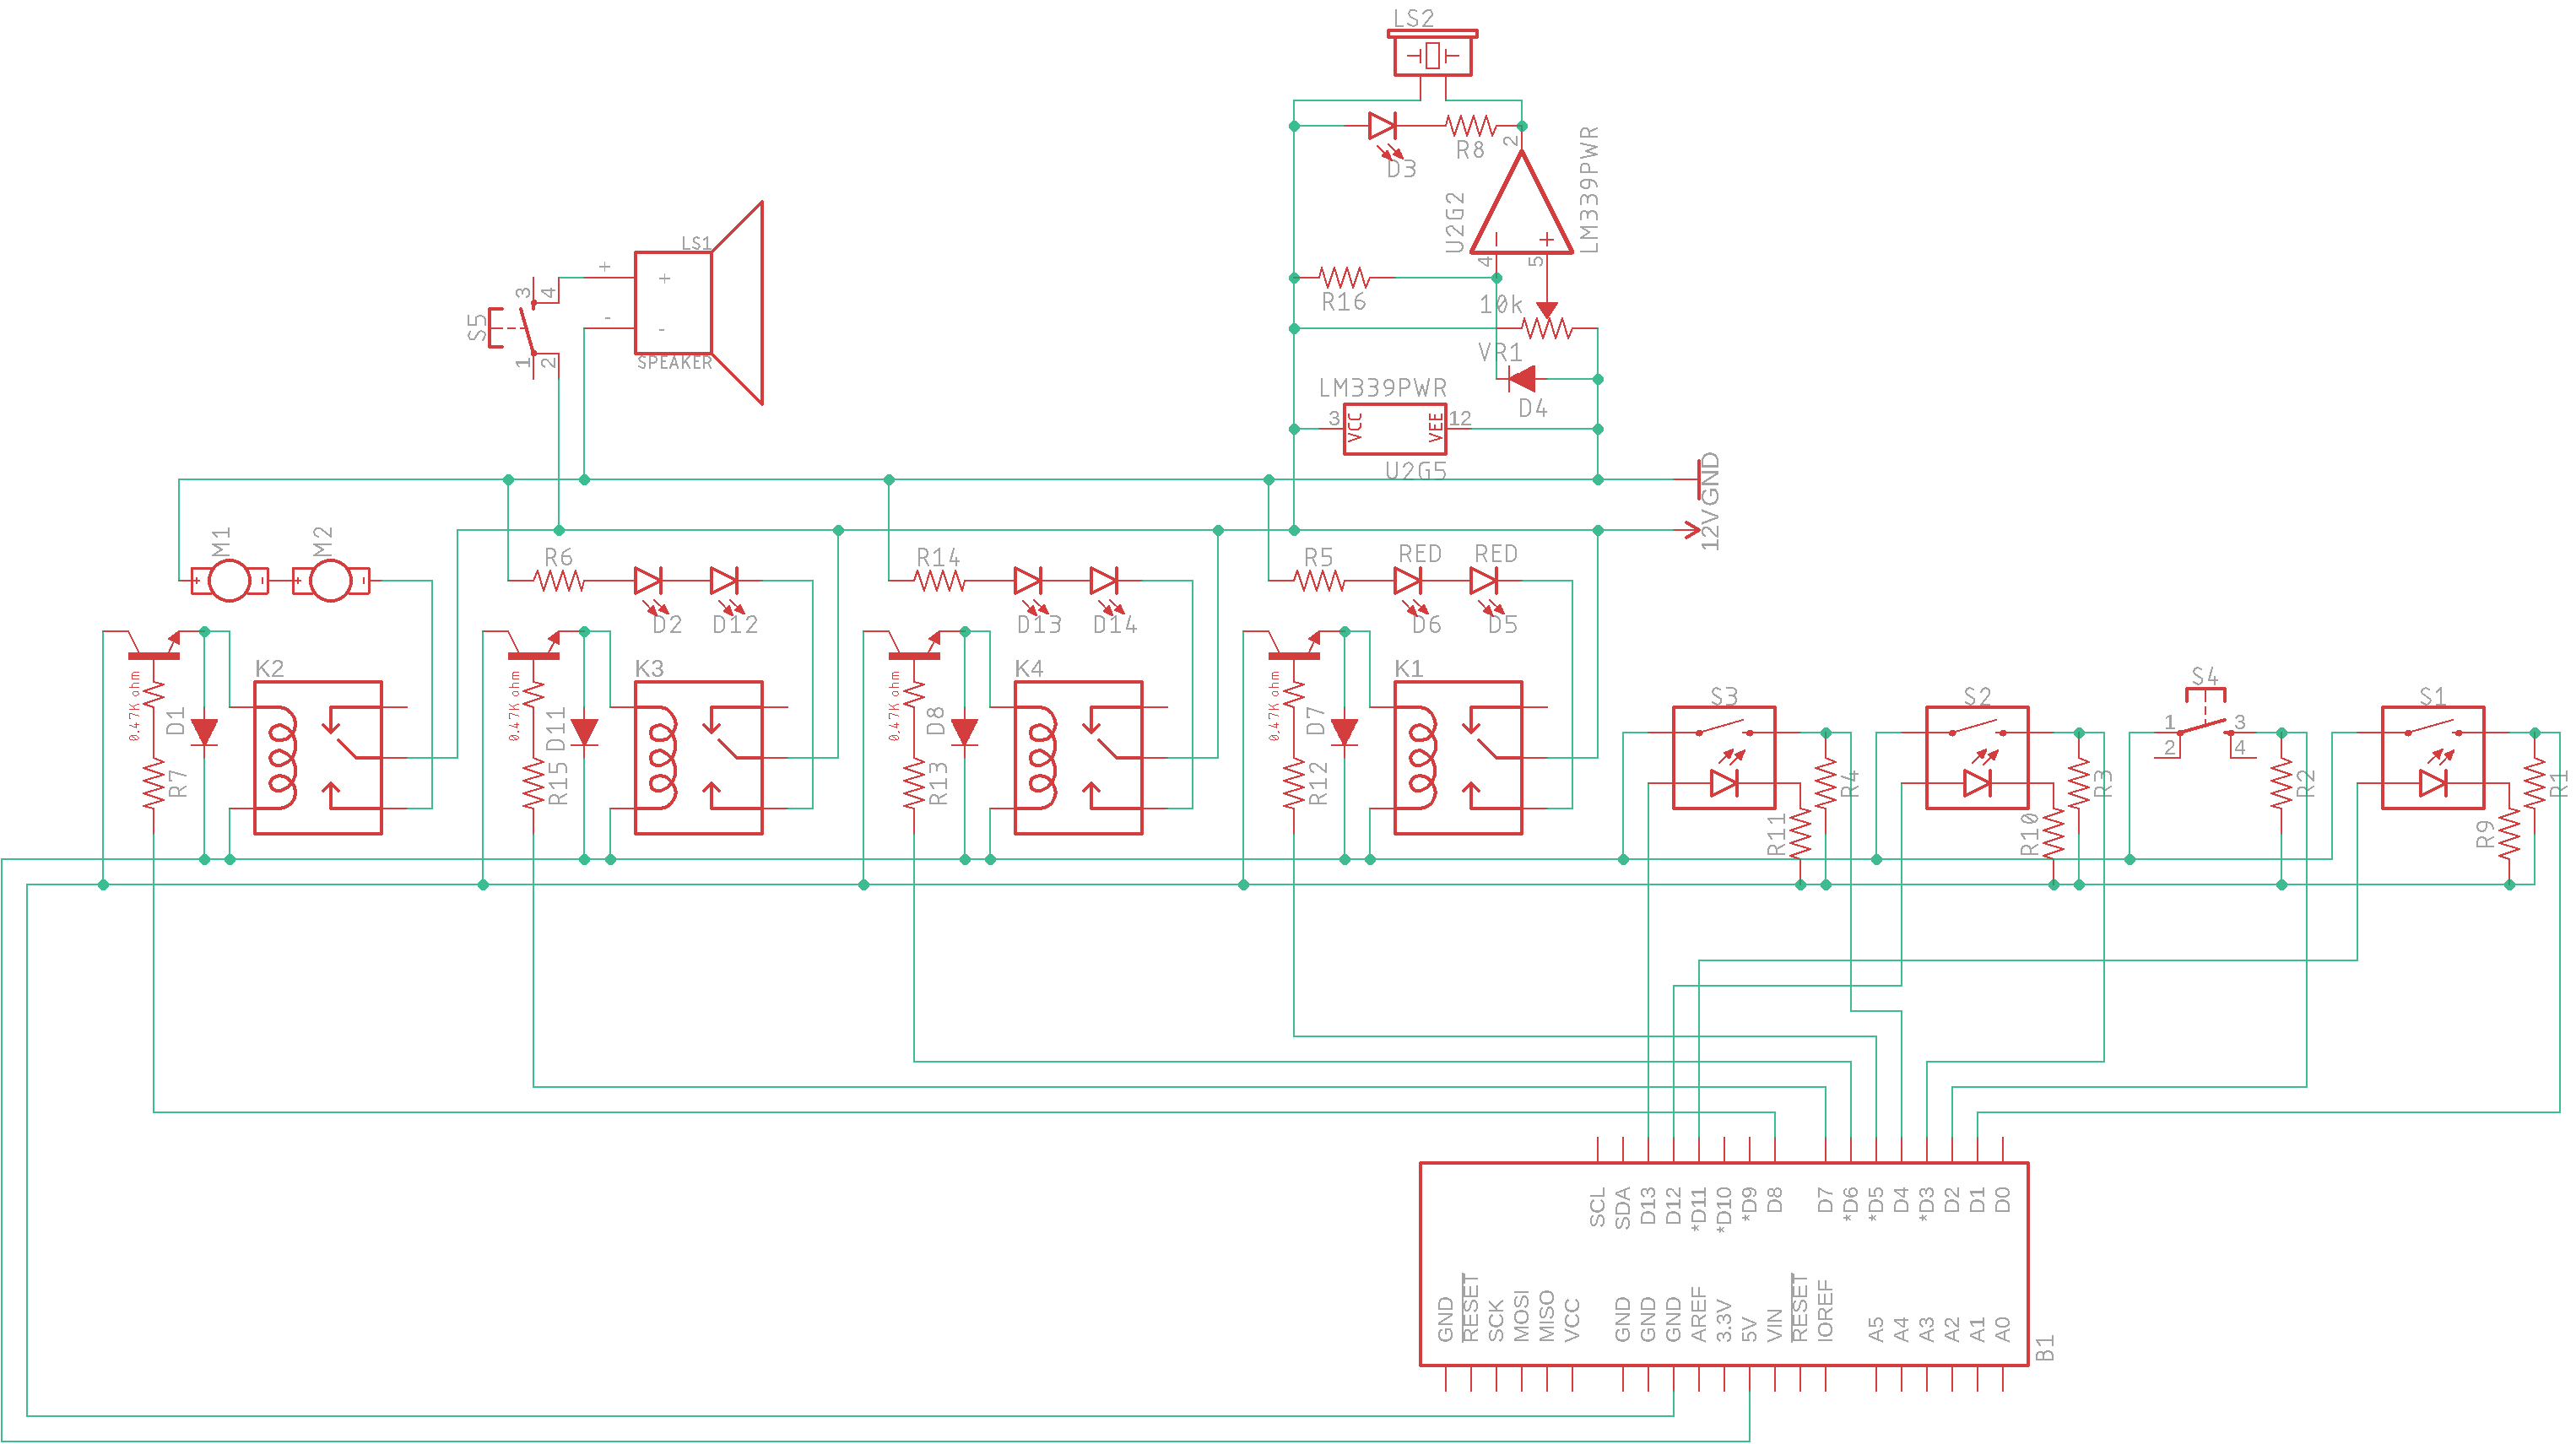 LS2
D3
R8
2
U2G2
LM339PWR
4
5
R16
10k
VR1
D4
LM339PWR
3
VCC
VEE
12
U2G5
LS1
+
+
-
-
SPEAKER
S5
3
4
1
2
GND
12V
M1
+
-
M2
+
-
R6
D2
D12
R14
D13
D14
R5
RED
RED
D6
D5
0.47K ohm
R7
D1
K2
0.47K ohm
R15
D11
K3
0.47K ohm
R13
D8
K4
0.47K ohm
R12
D7
K1
S3
R4
R11
S2
R3
R10
S4
1
2
3
4
R2
S1
R1
R9
SCL
SDA
D13
D12
*D11
*D10
*D9
D8
D7
*D6
*D5
D4
*D3
D2
D1
D0
GND
RESET
SCK
MOSI
MISO
VCC
GND
GND
GND
AREF
3.3V
5V
VIN
RESET
IOREF
A5
A4
A3
A2
A1
A0
B1